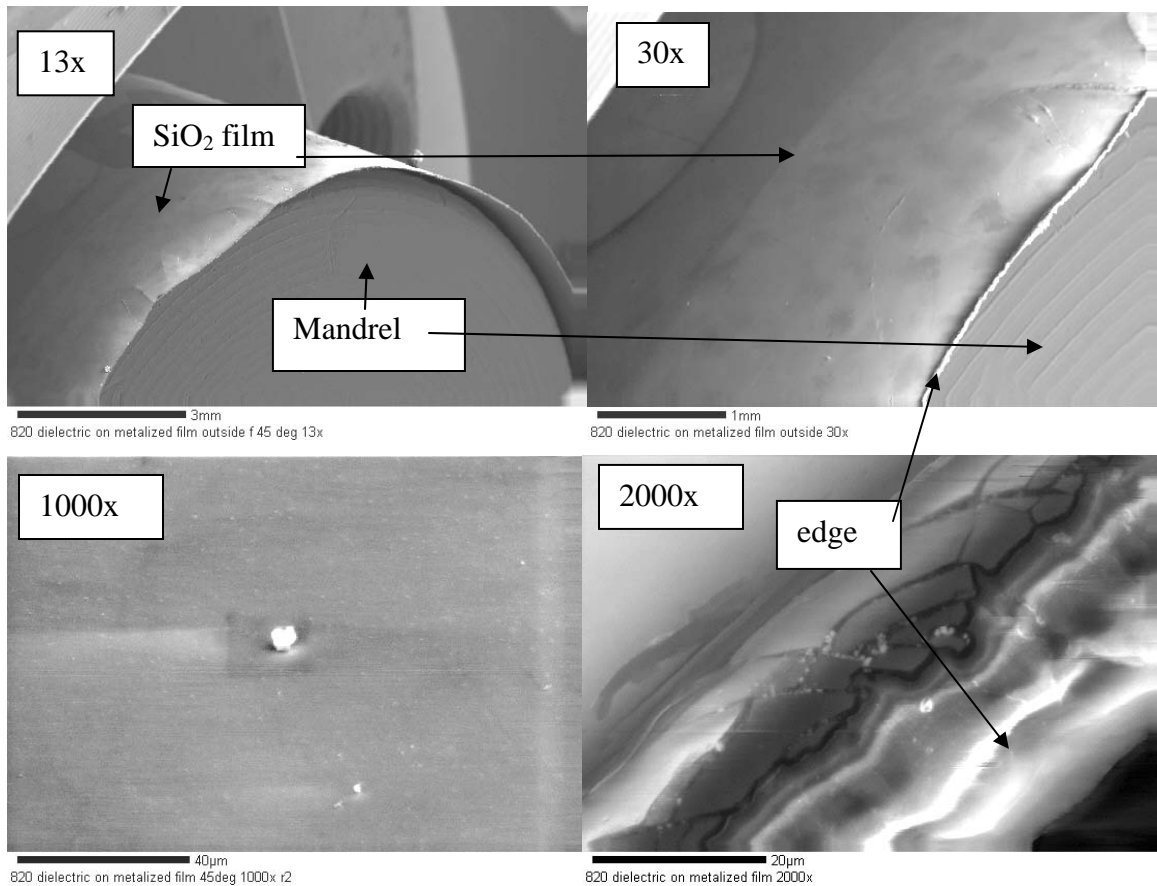 13x
SiO₂ film
Mandrel
3mm
820 dielectric on metalized film outside f 45 deg 13x
30x
1mm
820 dielectric on metalized film outside 30x
1000x
40µm
820 dielectric on metalized film 45deg 1000x r2
2000x
edge
20µm
820 dielectric on metalized film 2000x